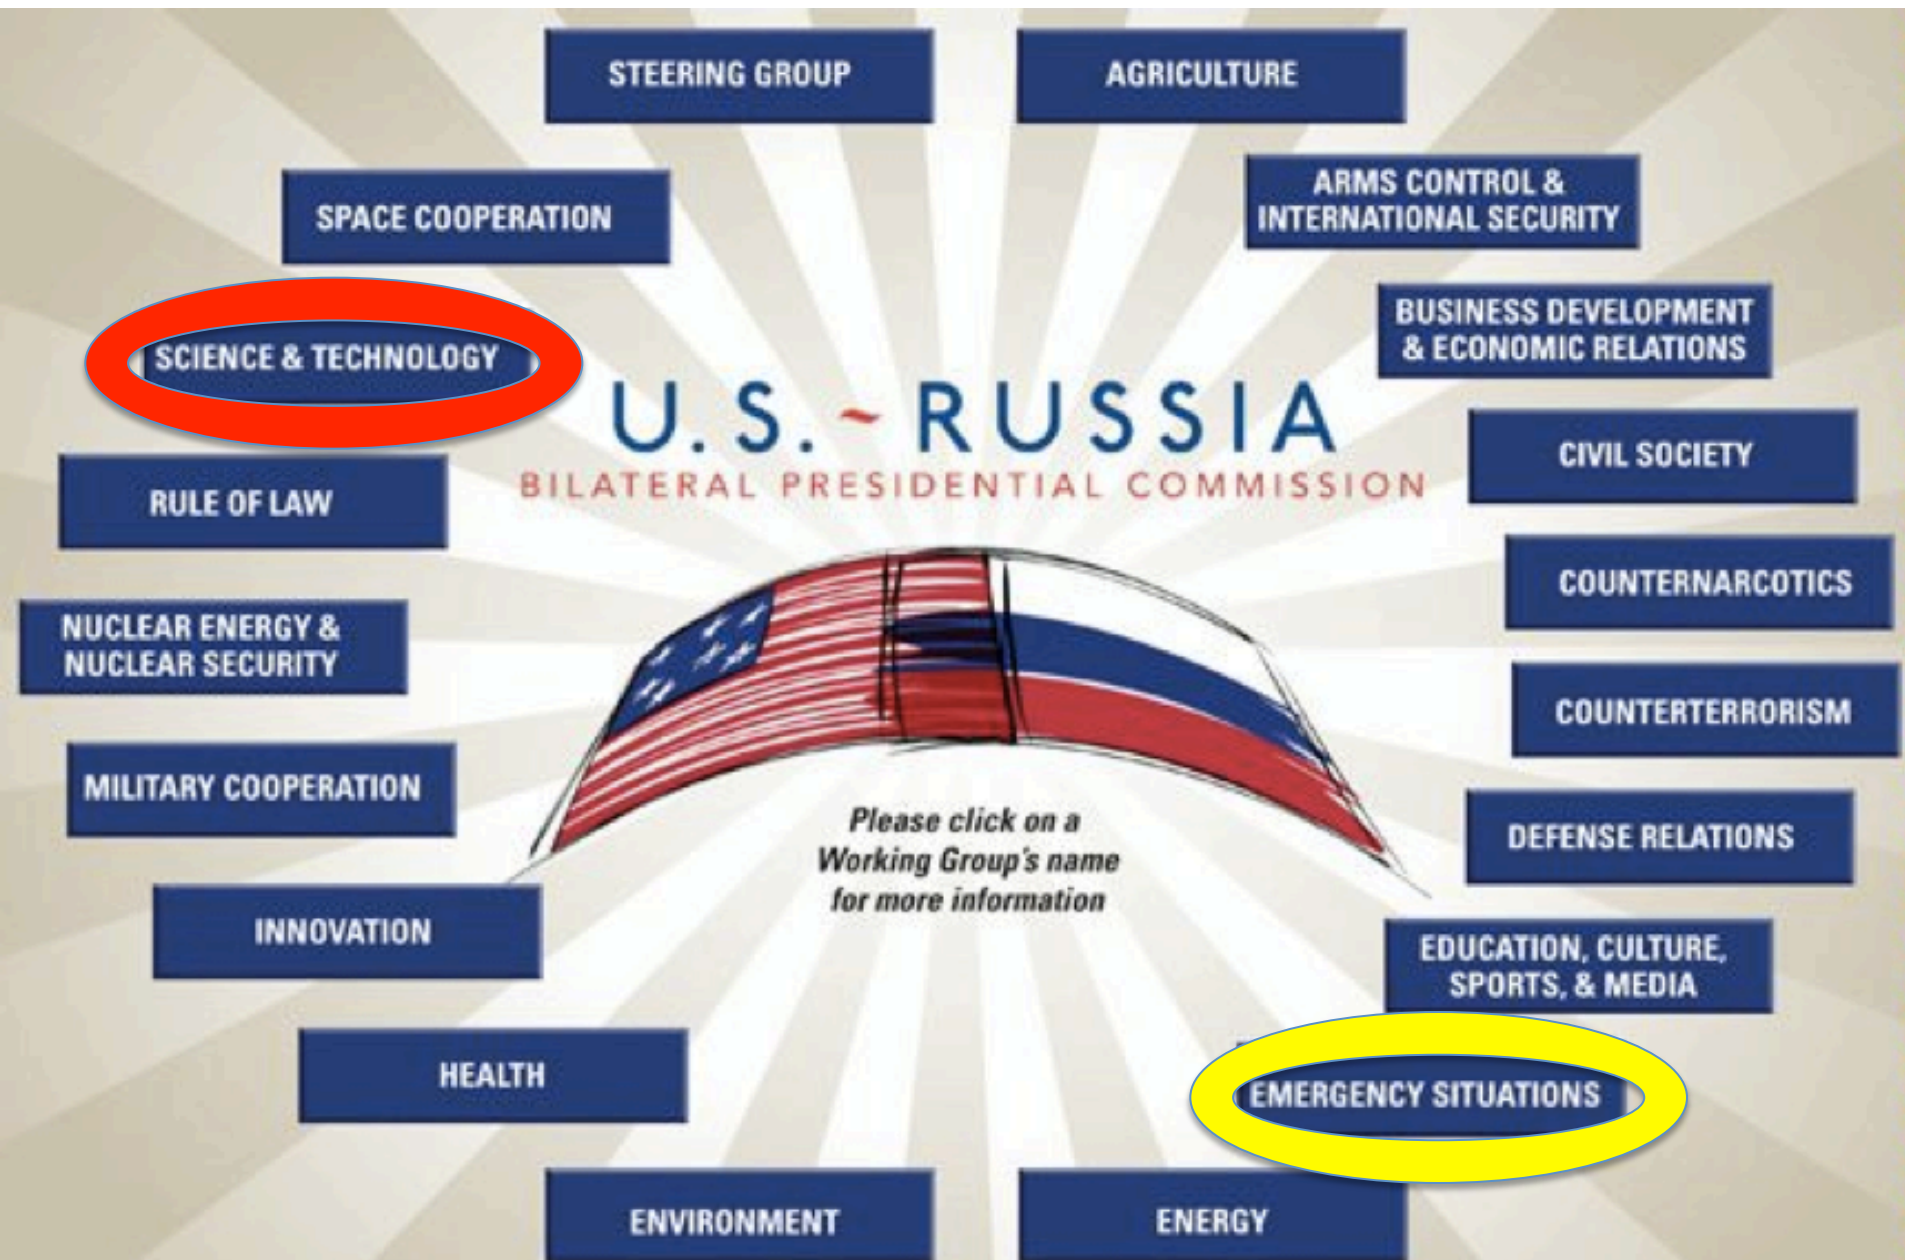 STEERING GROUP
AGRICULTURE
SPACE COOPERATION
ARMS CONTROL &
INTERNATIONAL SECURITY
SCIENCE & TECHNOLOGY
BUSINESS DEVELOPMENT
& ECONOMIC RELATIONS
U.S.~RUSSIA
BILATERAL PRESIDENTIAL COMMISSION
CIVIL SOCIETY
RULE OF LAW
COUNTERNARCOTICS
NUCLEAR ENERGY &
NUCLEAR SECURITY
COUNTERTERRORISM
MILITARY COOPERATION
Please click on a
Working Group's name
for more information
DEFENSE RELATIONS
INNOVATION
EDUCATION, CULTURE,
SPORTS, & MEDIA
HEALTH
EMERGENCY SITUATIONS
ENVIRONMENT
ENERGY